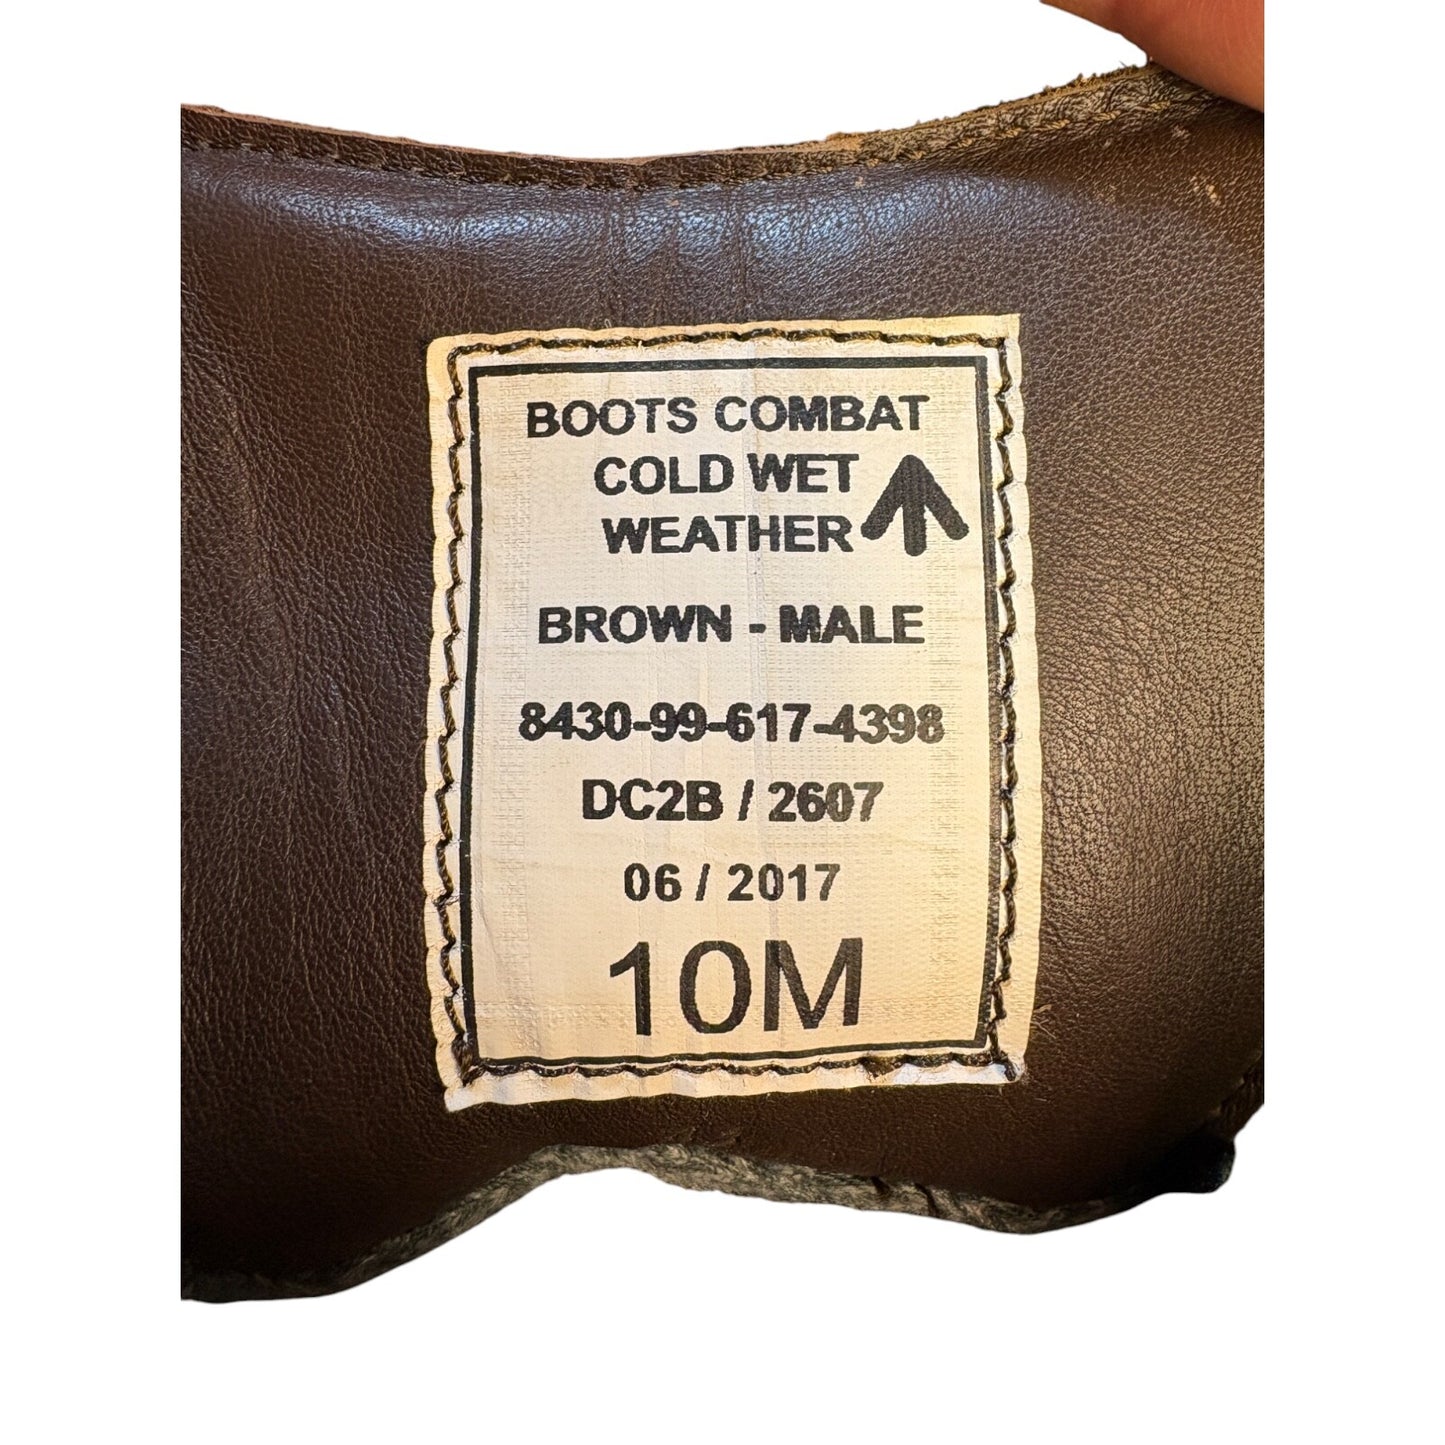 BOOTS COMBAT
COLD WET
WEATHER
BROWN - MALE
8430-99-617-4398
DC2B / 2607
06 / 2017
10M